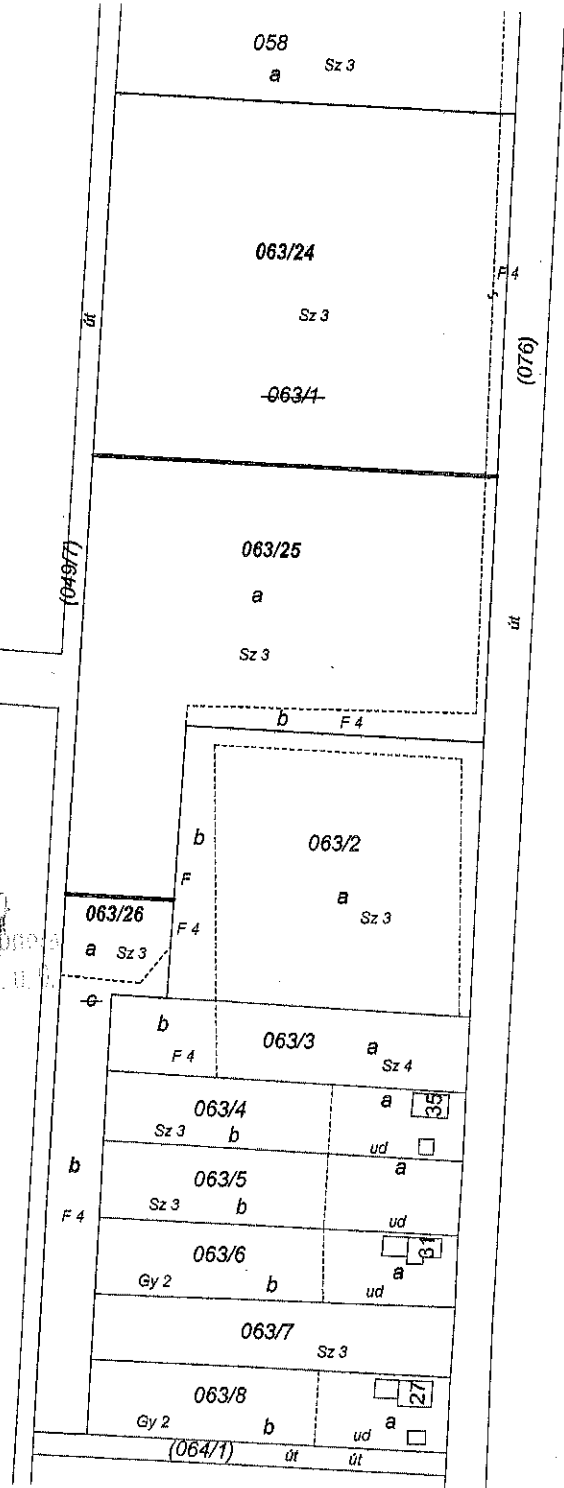 058
a Sz 3
063/24
F 4
Sz 3
út
(076)
063/1
063/25
(049/7)
a
út
Sz 3
b F 4
b
063/2
F
a
Sz 3
063/26
F 4
a Sz 3
c
b
063/3 a
F 4
Sz 4
063/4 a 35
Sz 3 b
ud
a
b
063/5
Sz 3 b
F 4
ud
063/6 31
a
Gy 2 b
ud
063/7
Sz 3
063/8 27
a
Gy 2 b
ud
(064/1) út út